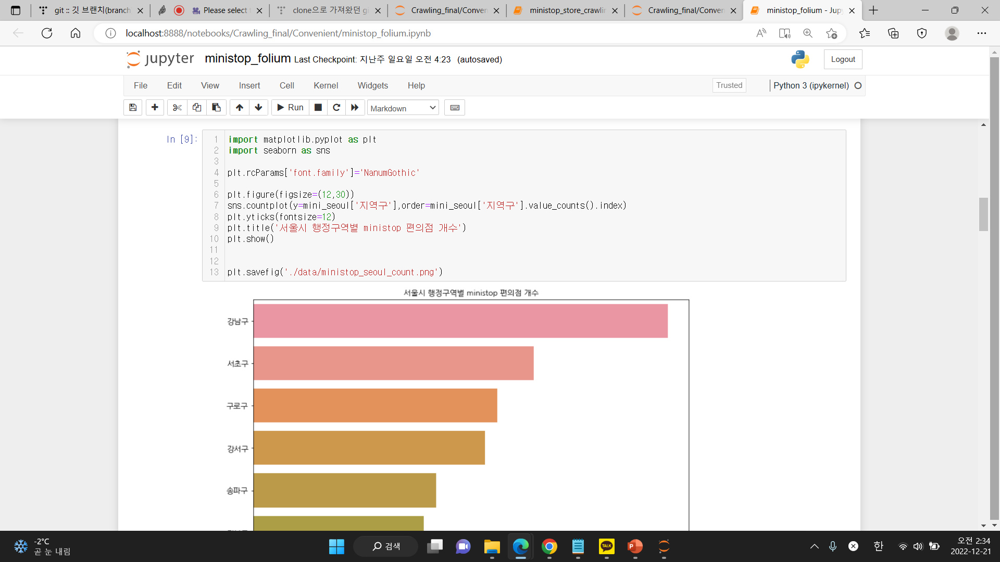 git :: 깃 브랜치(branch
Please select
clone으로 가져왔던 gi
Crawling_final/Conven
ministop_store_crawlin
Crawling_final/Conven
ministop_folium - Jup
localhost:8888/notebooks/Crawling_final/Convenient/ministop_folium.ipynb
jupyter ministop_folium Last Checkpoint: 지난주 일요일 오전 4:23 (autosaved)
Logout
File Edit View Insert Cell Kernel Widgets Help
Trusted
Python 3 (ipykernel)
Run
Markdown
In [9]:
1 import matplotlib.pyplot as plt
2 import seaborn as sns
3
4 plt.rcParams['font.family']='NanumGothic'
5
6 plt.figure(figsize=(12,30))
7 sns.countplot(y=mini_seoul['지역구'],order=mini_seoul['지역구'].value_counts().index)
8 plt.yticks(fontsize=12)
9 plt.title('서울시 행정구역별 ministop 편의점 개수')
10 plt.show()
11
12
13 plt.savefig('./data/ministop_seoul_count.png')
서울시 행정구역별 ministop 편의점 개수
강남구
서초구
구로구
강서구
송파구
-2°C
곧 눈 내림
검색
TALK
한
오전 2:34
2022-12-21